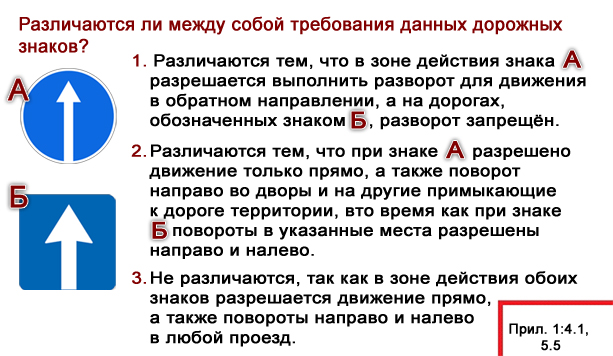 Различаются ли между собой требования данных дорожных
знаков?
А
Б
1. Различаются тем, что в зоне действия знака А
разрешается выполнить разворот для движения
в обратном направлении, а на дорогах,
обозначенных знаком Б, разворот запрещён.
2. Различаются тем, что при знаке А разрешено
движение только прямо, а также поворот
направо во дворы и на другие примыкающие
к дороге территории, вто время как при знаке
Б повороты в указанные места разрешены
направо и налево.
3. Не различаются, так как в зоне действия обоих
знаков разрешается движение прямо,
а также повороты направо и налево
в любой проезд.
Прил. 1:4.1,
5.5